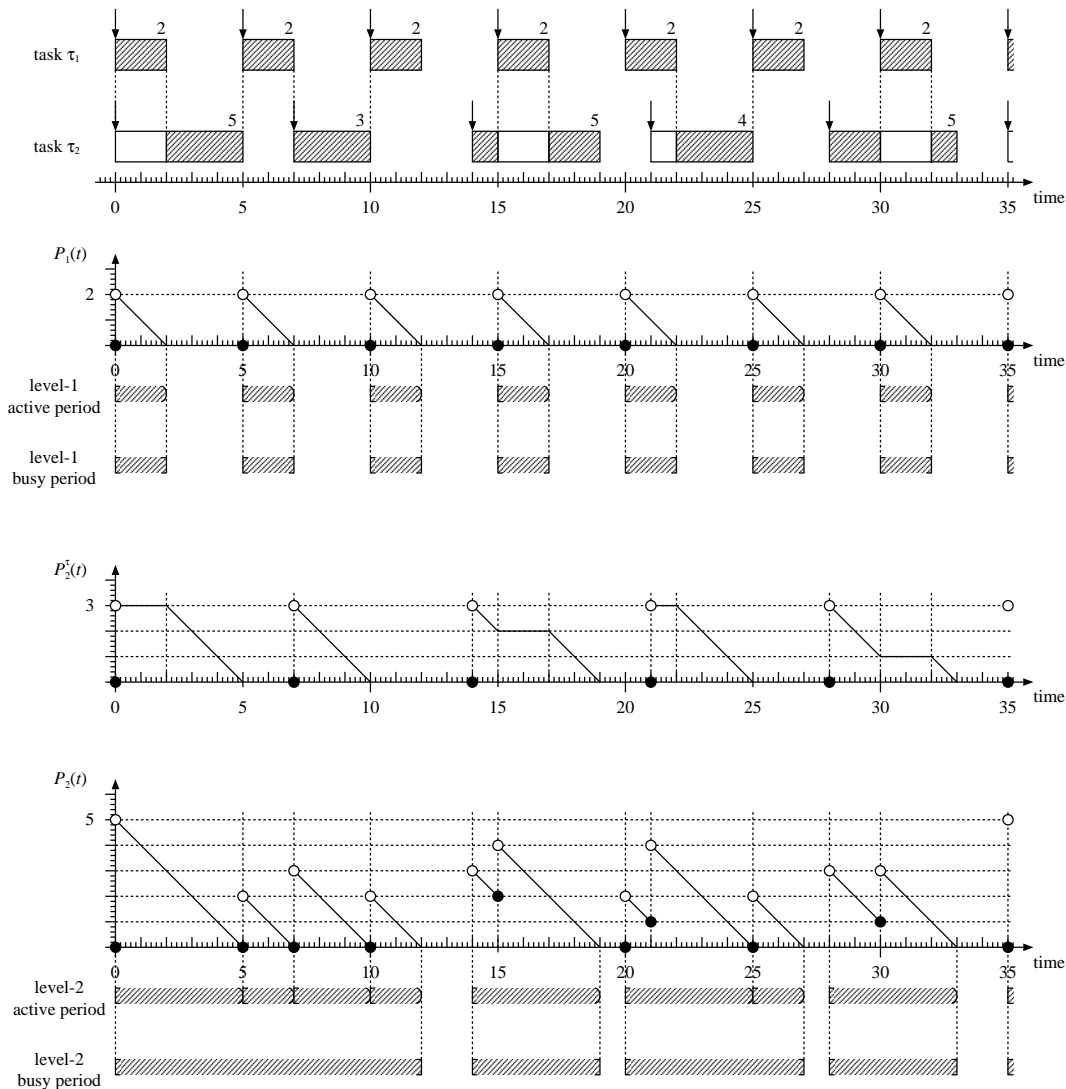 2 2 2 2 2 2 2
task τ1
5 3 5 4 5
task τ2
time
0 5 10 15 20 25 30 35
P1(t)
2
time
0 5 10 15 20 25 30 35
level-1
active period
level-1
busy period
P2τ(t)
3
time
0 5 10 15 20 25 30 35
P2(t)
5
time
0 5 10 15 20 25 30 35
level-2
active period
level-2
busy period